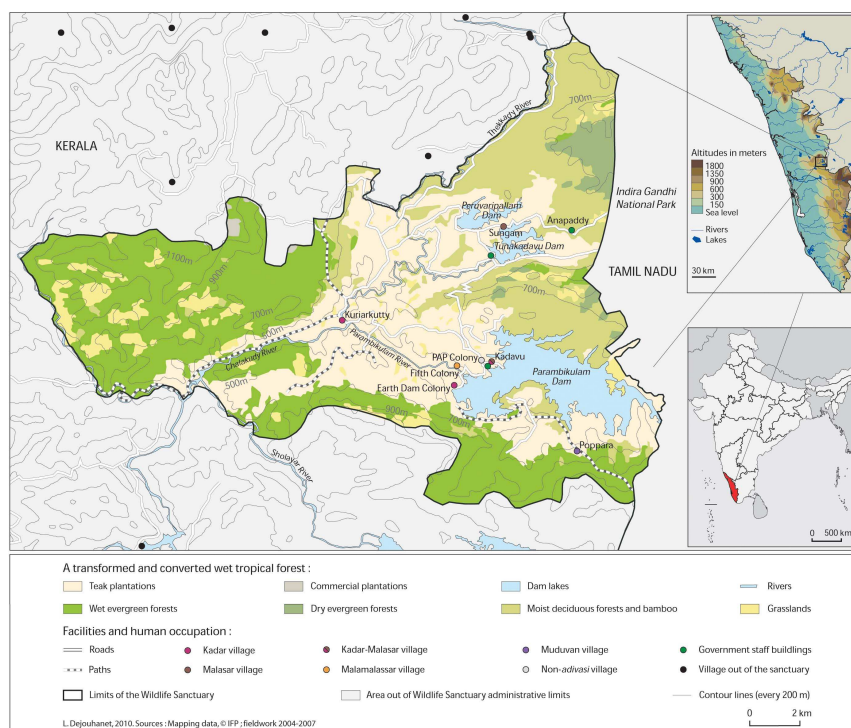 KERALA
Thekkady River
700m
Indira Gandhi
National Park
TAMIL NADU
Peruvaripallam
Dam
Sungam
Anapaddy
Tunakadavu Dam
1100m
900m
700m
500m
700m
Kuriarkutty
Chalakudy River
Parambikulam River
PAP Colony
Kadavu
Fifth Colony
Earth Dam Colony
Parambikulam
Dam
500m
900m
700m
Poppara
Sholayar River
Altitudes in meters
1800
1350
900
600
300
150
Sea level
Rivers
Lakes
30 km
0 500 km
A transformed and converted wet tropical forest :
Teak plantations
Commercial plantations
Dam lakes
Rivers
Wet evergreen forests
Dry evergreen forests
Moist deciduous forests and bamboo
Grasslands
Facilities and human occupation :
Roads
Kadar village
Kadar-Malasar village
Muduvan village
Government staff buildings
Paths
Malasar village
Malamalassar village
Non-adivasi village
Village out of the sanctuary
Limits of the Wildlife Sanctuary
Area out of Wildlife Sanctuary administrative limits
Contour lines (every 200 m)
L. Dejouhanet, 2010. Sources : Mapping data, © IFP ; fieldwork 2004-2007
0 2 km